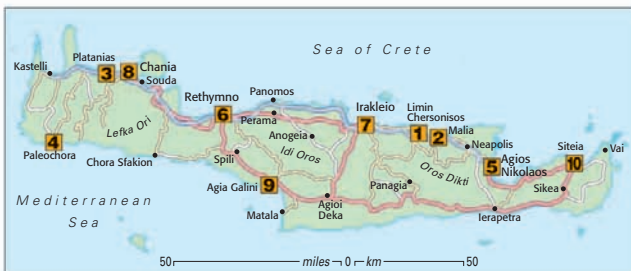 Sea of Crete
Platanias
Kastelli
3
8
Chania
Souda
Panomos
Rethymno
Limin
Chersonisos
6
Perama
Irakleio
7
1
2
Malia
Lefka Ori
Anogeia
Neapolis
Siteia
Vai
4
Paleochora
Chora Sfakion
Spili
Idi Oros
Oros Dikti
5
Agios
Nikolaos
10
Agia Galini
9
Panagia
Sikea
Mediterranean
Sea
Matala
Agioi
Deka
Ierapetra
50 miles 0 km 50